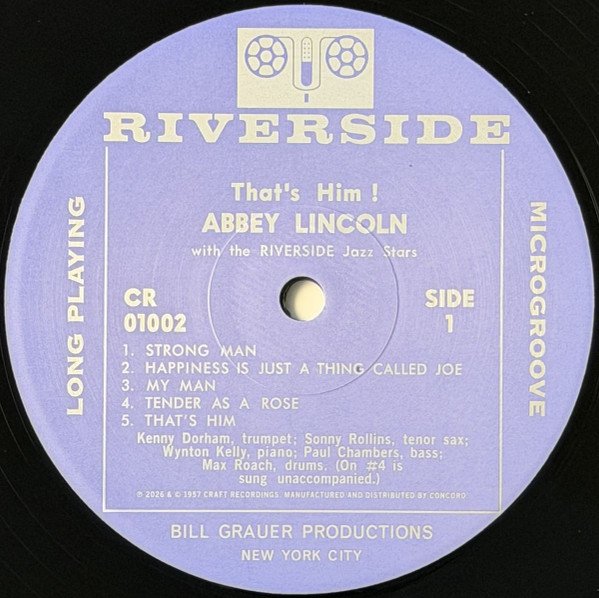 RIVERSIDE
That's Him !
ABBEY LINCOLN
with the RIVERSIDE Jazz Stars
LONG PLAYING
MICROGROOVE
CR
01002
SIDE
1
1. STRONG MAN
2. HAPPINESS IS JUST A THING CALLED JOE
3. MY MAN
4. TENDER AS A ROSE
5. THAT'S HIM
Kenny Dorham, trumpet; Sonny Rollins, tenor sax;
Wynton Kelly, piano; Paul Chambers, bass;
Max Roach, drums. (On #4 is
sung unaccompanied.)
℗ 2026 & © 1957 CRAFT RECORDINGS. MANUFACTURED AND DISTRIBUTED BY CONCORD
BILL GRAUER PRODUCTIONS
NEW YORK CITY